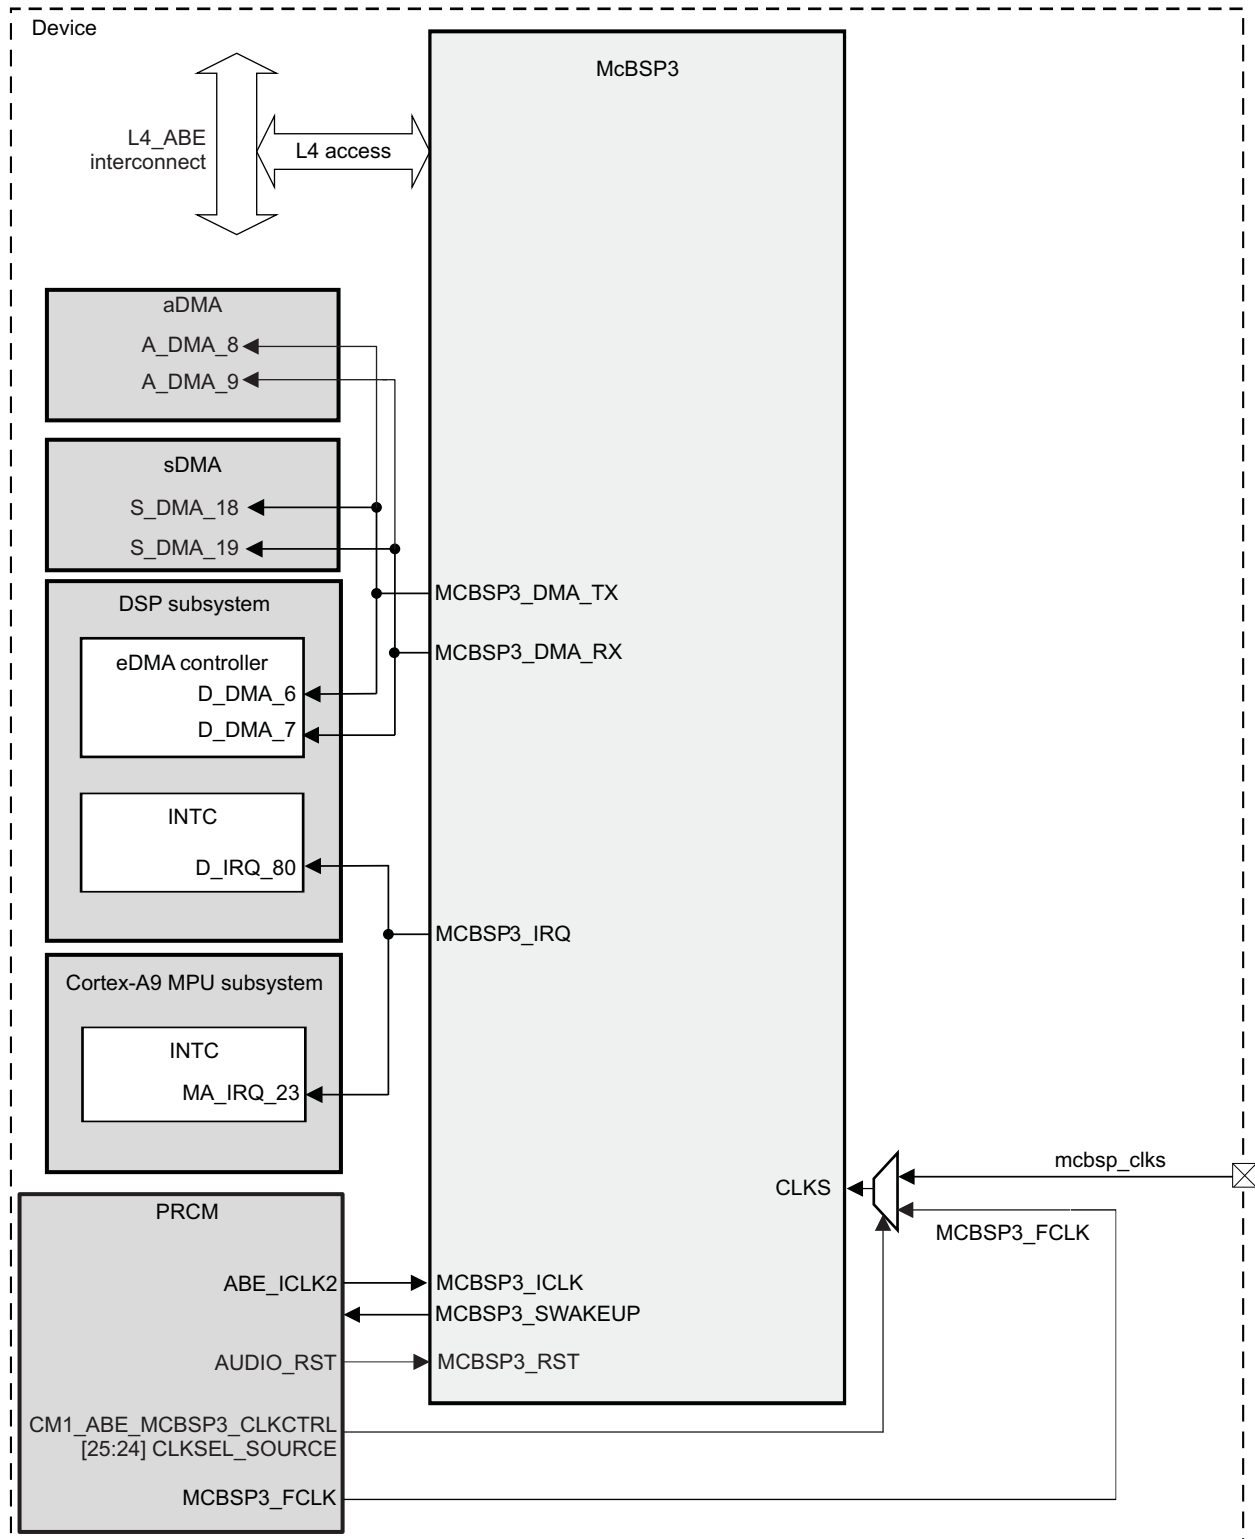 Device
McBSP3
L4_ABE
interconnect
L4 access
aDMA
A_DMA_8
A_DMA_9
sDMA
S_DMA_18
S_DMA_19
DSP subsystem
MCBSP3_DMA_TX
eDMA controller
MCBSP3_DMA_RX
D_DMA_6
D_DMA_7
INTC
D_IRQ_80
MCBSP3_IRQ
Cortex-A9 MPU subsystem
INTC
MA_IRQ_23
mcbsp_clks
CLKS
PRCM
MCBSP3_FCLK
ABE_ICLK2
MCBSP3_ICLK
MCBSP3_SWAKEUP
AUDIO_RST
MCBSP3_RST
CM1_ABE_MCBSP3_CLKCTRL
[25:24] CLKSEL_SOURCE
MCBSP3_FCLK